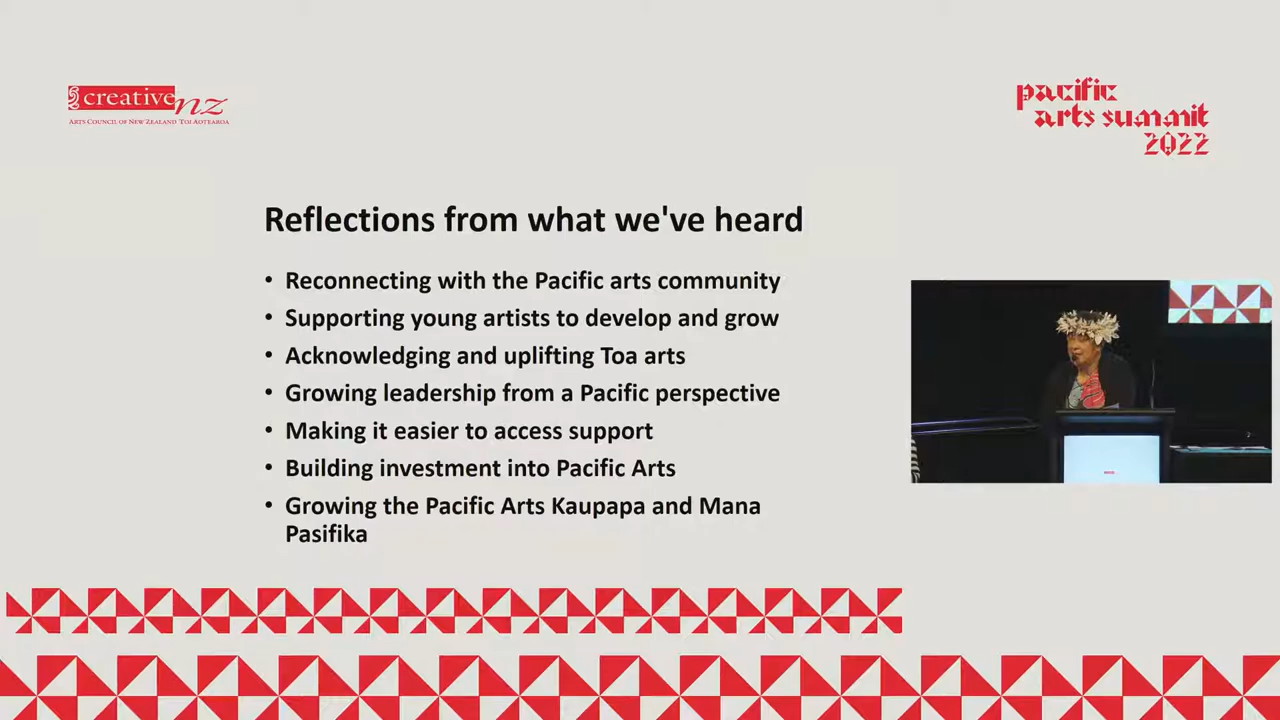 creative nz
ARTS COUNCIL OF NEW ZEALAND TOI AOTEAROA
pacific
arts summit
2022
Reflections from what we've heard
• Reconnecting with the Pacific arts community
• Supporting young artists to develop and grow
• Acknowledging and uplifting Toa arts
• Growing leadership from a Pacific perspective
• Making it easier to access support
• Building investment into Pacific Arts
• Growing the Pacific Arts Kaupapa and Mana
Pasifika